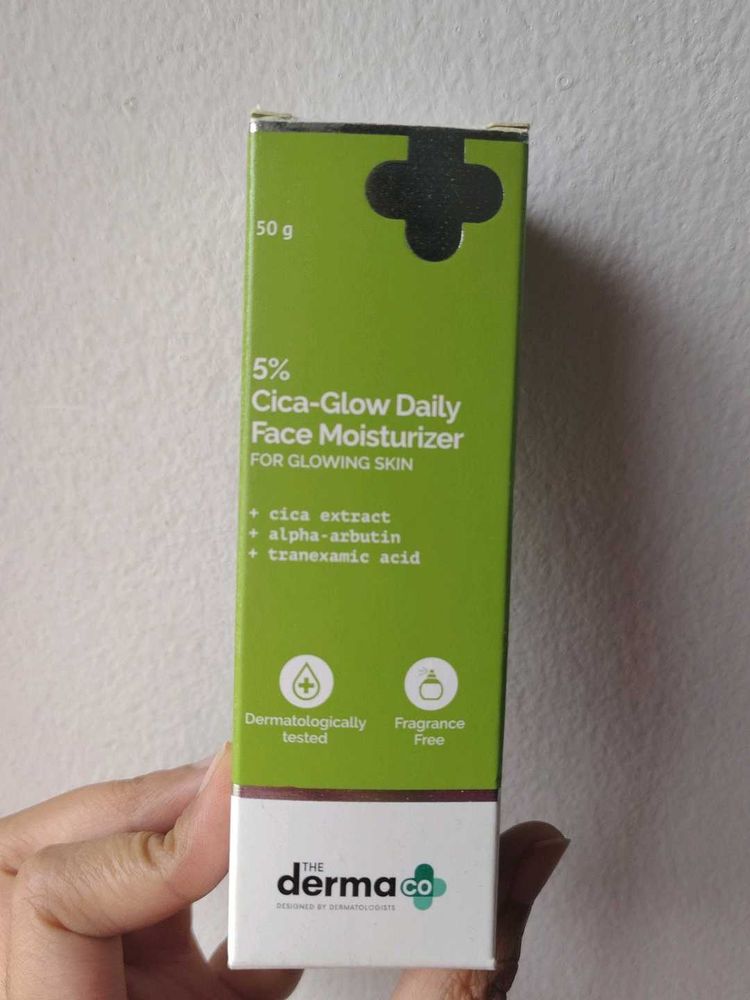 50 g
5%
Cica-Glow Daily
Face Moisturizer
FOR GLOWING SKIN
+ cica extract
+ alpha-arbutin
+ tranexamic acid
Dermatologically
tested
Fragrance
Free
THE
derma co
DESIGNED BY DERMATOLOGISTS